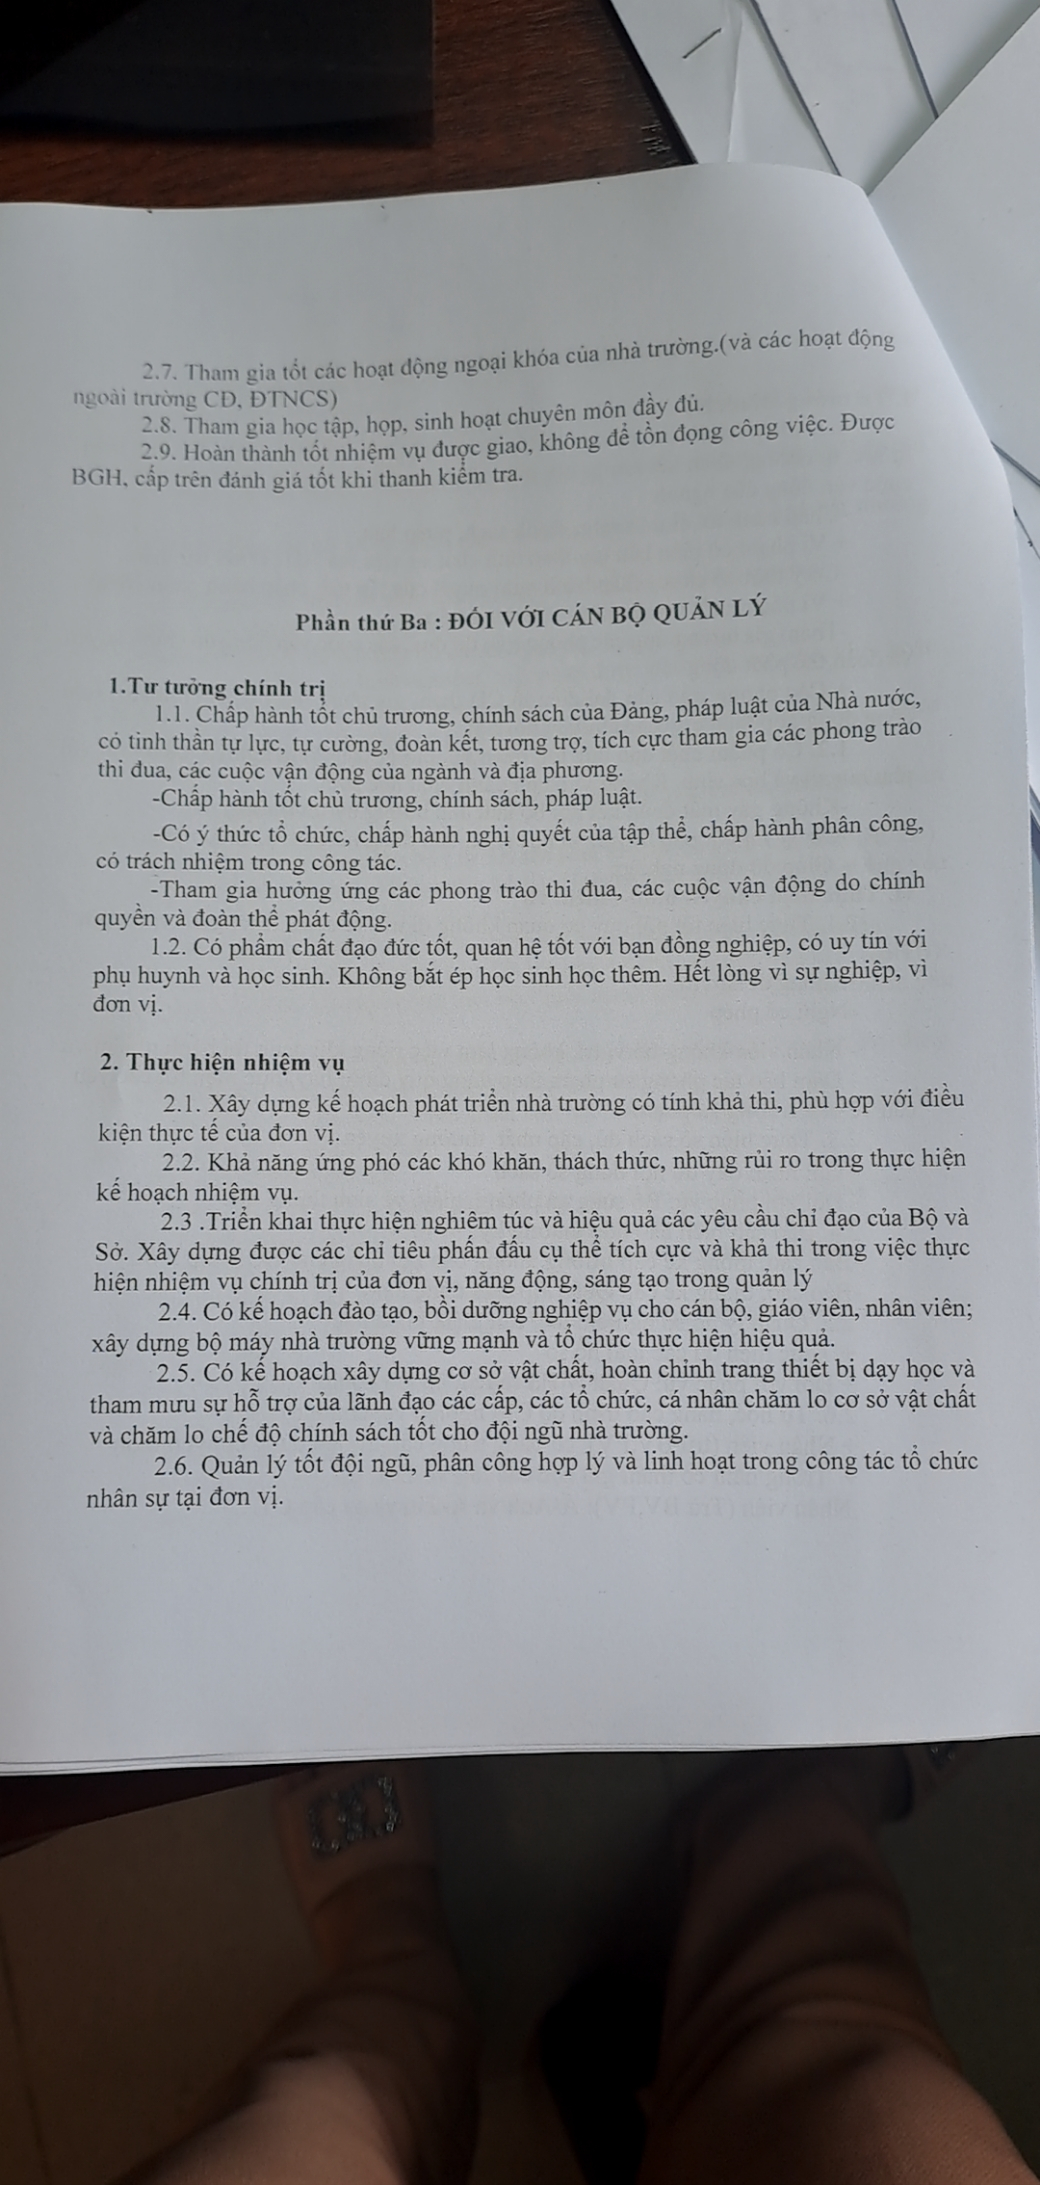 2.7. Tham gia tốt các hoạt động ngoại khóa của nhà trường.(và các hoạt động
ngoài trường CĐ, ĐTNCS)
2.8. Tham gia học tập, họp, sinh hoạt chuyên môn đầy đủ.
2.9. Hoàn thành tốt nhiệm vụ được giao, không để tồn đọng công việc. Được
BGH, cấp trên đánh giá tốt khi thanh kiểm tra.
Phần thứ Ba : ĐỐI VỚI CÁN BỘ QUẢN LÝ
1.Tư tưởng chính trị
1.1. Chấp hành tốt chủ trương, chính sách của Đảng, pháp luật của Nhà nước,
có tinh thần tự lực, tự cường, đoàn kết, tương trợ, tích cực tham gia các phong trào
thi đua, các cuộc vận động của ngành và địa phương.
-Chấp hành tốt chủ trương, chính sách, pháp luật.
-Có ý thức tổ chức, chấp hành nghị quyết của tập thể, chấp hành phân công,
có trách nhiệm trong công tác.
-Tham gia hưởng ứng các phong trào thi đua, các cuộc vận động do chính
quyền và đoàn thể phát động.
1.2. Có phẩm chất đạo đức tốt, quan hệ tốt với bạn đồng nghiệp, có uy tín với
phụ huynh và học sinh. Không bắt ép học sinh học thêm. Hết lòng vì sự nghiệp, vì
đơn vị.
2. Thực hiện nhiệm vụ
2.1. Xây dựng kế hoạch phát triển nhà trường có tính khả thi, phù hợp với điều
kiện thực tế của đơn vị.
2.2. Khả năng ứng phó các khó khăn, thách thức, những rủi ro trong thực hiện
kế hoạch nhiệm vụ.
2.3 .Triển khai thực hiện nghiêm túc và hiệu quả các yêu cầu chỉ đạo của Bộ và
Sở. Xây dựng được các chỉ tiêu phấn đấu cụ thể tích cực và khả thi trong việc thực
hiện nhiệm vụ chính trị của đơn vị, năng động, sáng tạo trong quản lý
2.4. Có kế hoạch đào tạo, bồi dưỡng nghiệp vụ cho cán bộ, giáo viên, nhân viên;
xây dựng bộ máy nhà trường vững mạnh và tổ chức thực hiện hiệu quả.
2.5. Có kế hoạch xây dựng cơ sở vật chất, hoàn chỉnh trang thiết bị dạy học và
tham mưu sự hỗ trợ của lãnh đạo các cấp, các tổ chức, cá nhân chăm lo cơ sở vật chất
và chăm lo chế độ chính sách tốt cho đội ngũ nhà trường.
2.6. Quản lý tốt đội ngũ, phân công hợp lý và linh hoạt trong công tác tổ chức
nhân sự tại đơn vị.